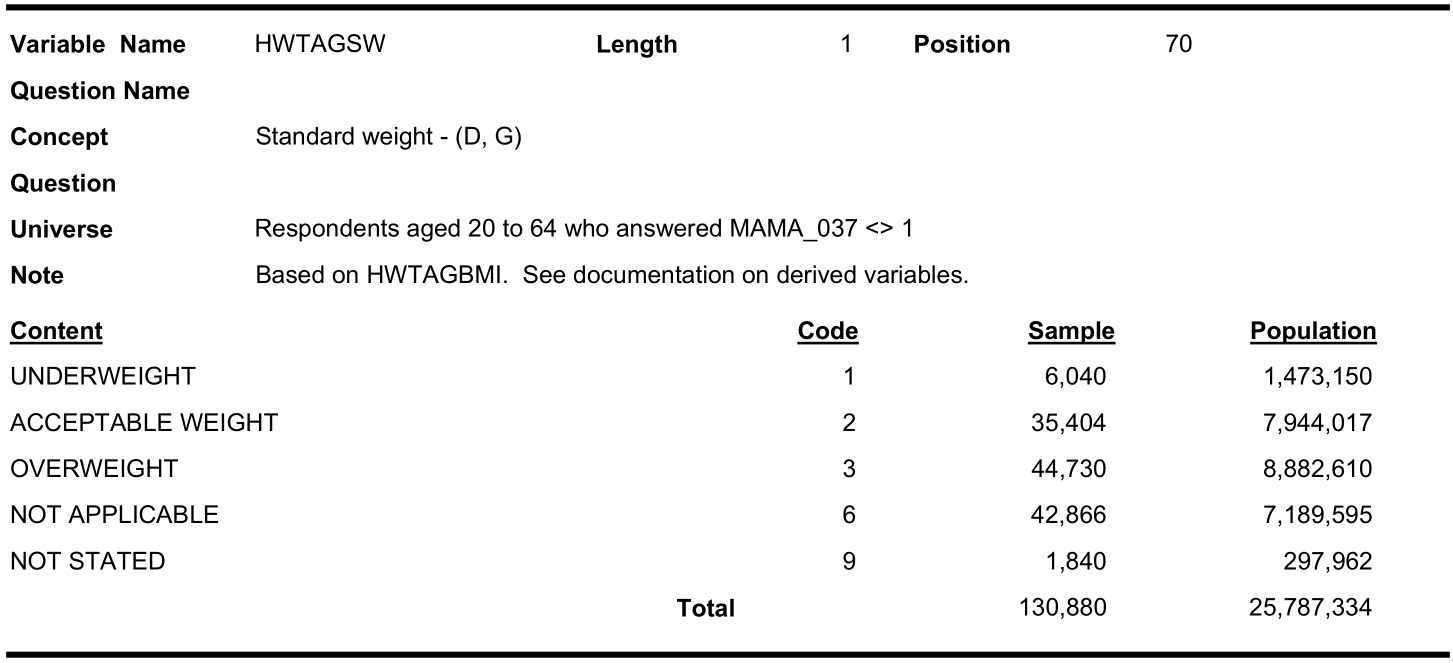 Variable Name HWTAGSW Length 1 Position 70
Question Name
Concept Standard weight - (D, G)
Question
Universe Respondents aged 20 to 64 who answered MAMA_037 <> 1
Note Based on HWTAGBMI. See documentation on derived variables.
Content Code Sample Population
UNDERWEIGHT 1 6,040 1,473,150
ACCEPTABLE WEIGHT 2 35,404 7,944,017
OVERWEIGHT 3 44,730 8,882,610
NOT APPLICABLE 6 42,866 7,189,595
NOT STATED 9 1,840 297,962
Total 130,880 25,787,334